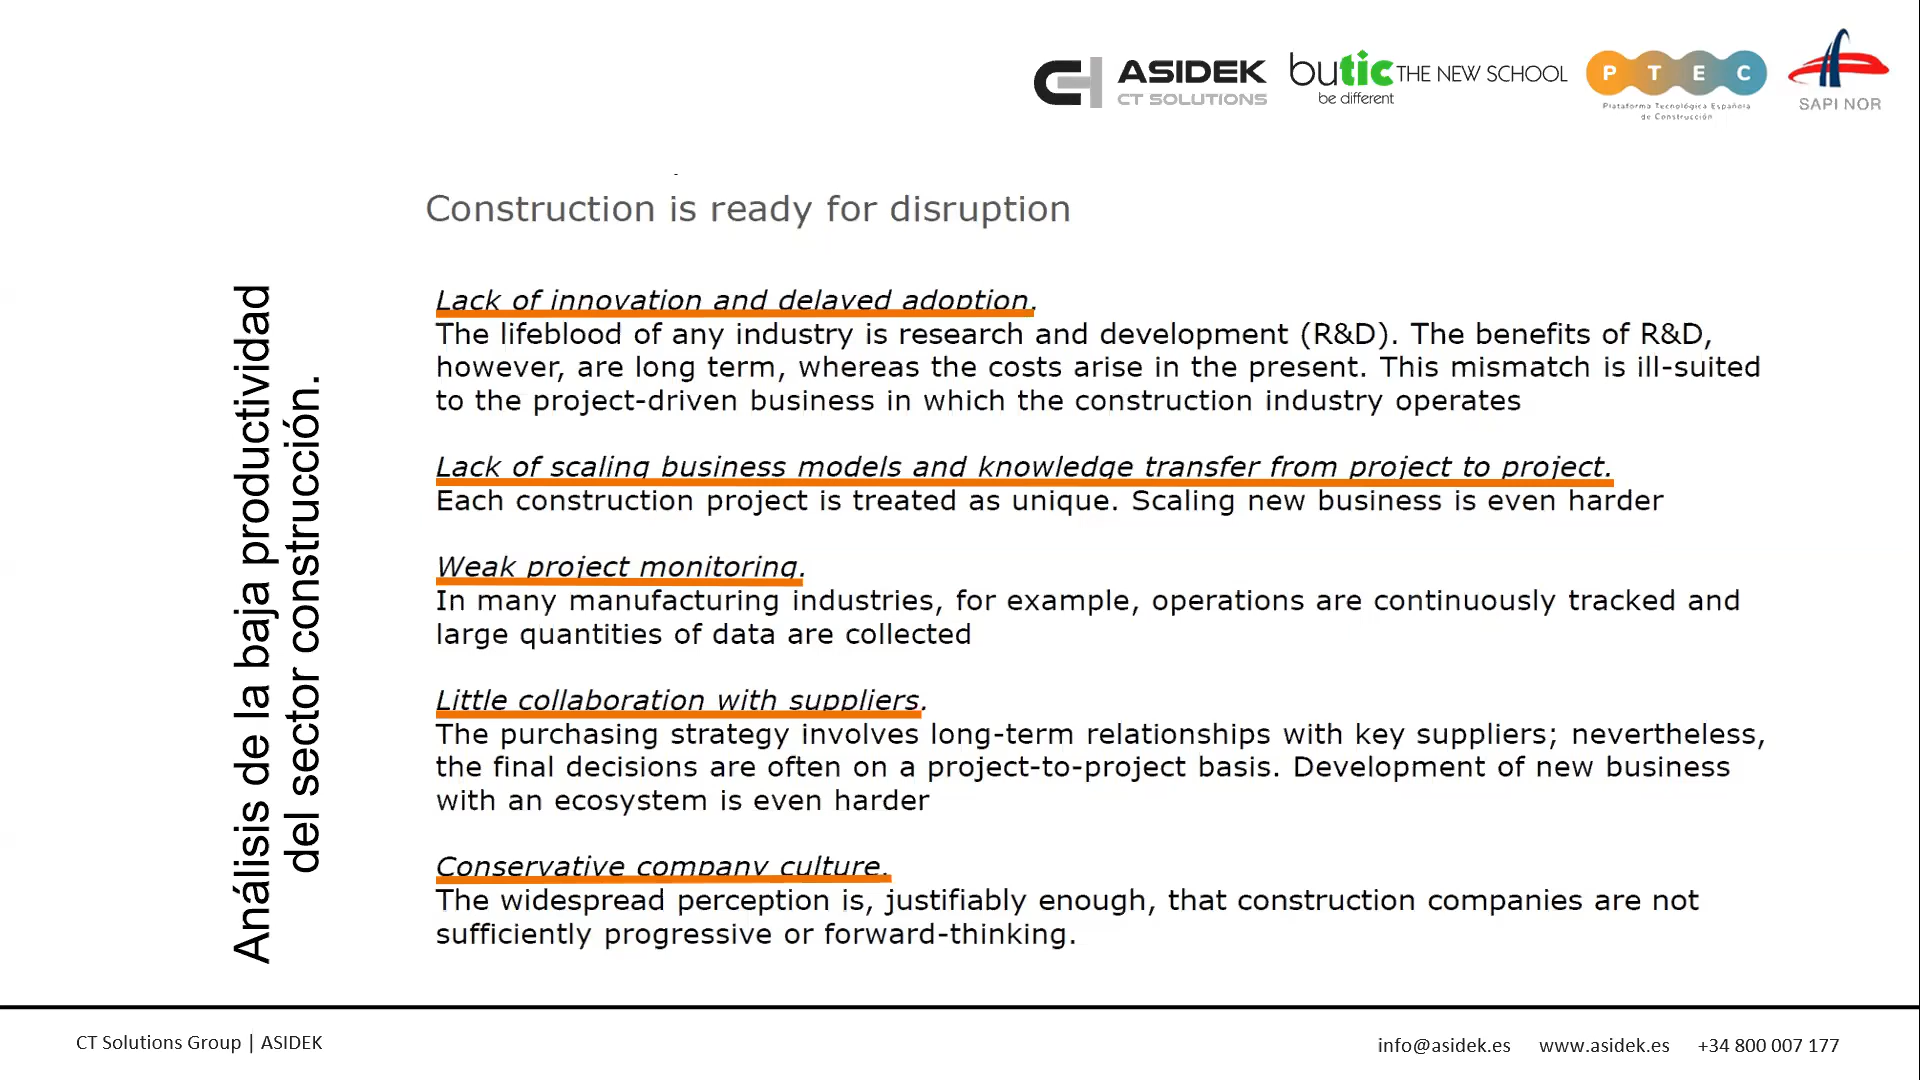 ASIDEK
CT SOLUTIONS
butic THE NEW SCHOOL
be different
P T E C
Plataforma Tecnológica Española
de Construcción
SAPI NOR
Construction is ready for disruption
Análisis de la baja productividad
del sector construcción.
Lack of innovation and delayed adoption.
The lifeblood of any industry is research and development (R&D). The benefits of R&D,
however, are long term, whereas the costs arise in the present. This mismatch is ill-suited
to the project-driven business in which the construction industry operates
Lack of scaling business models and knowledge transfer from project to project.
Each construction project is treated as unique. Scaling new business is even harder
Weak project monitoring.
In many manufacturing industries, for example, operations are continuously tracked and
large quantities of data are collected
Little collaboration with suppliers.
The purchasing strategy involves long-term relationships with key suppliers; nevertheless,
the final decisions are often on a project-to-project basis. Development of new business
with an ecosystem is even harder
Conservative company culture.
The widespread perception is, justifiably enough, that construction companies are not
sufficiently progressive or forward-thinking.
CT Solutions Group | ASIDEK
info@asidek.es www.asidek.es +34 800 007 177